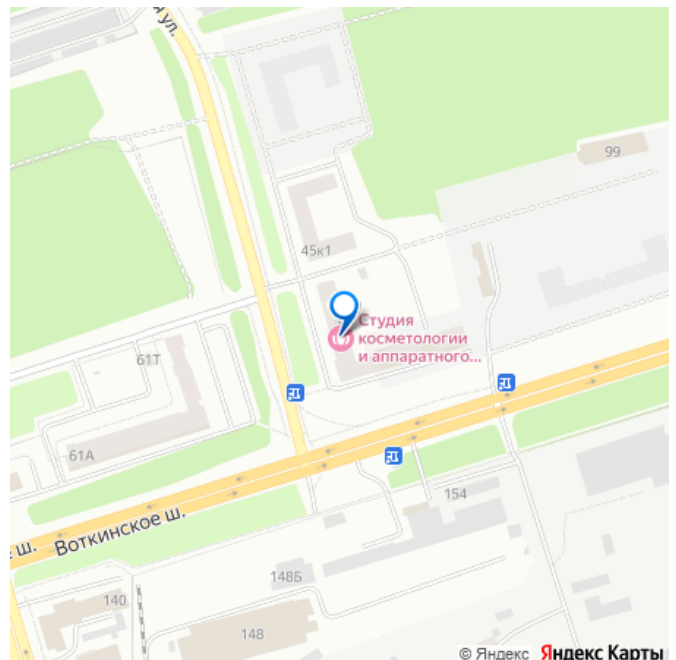 я ул.
99
45к1
Студия
косметологии
и аппаратного...
61Т
61А
154
Воткинское ш.
е ш.
148Б
140
148
© Яндекс Яндекс Карты